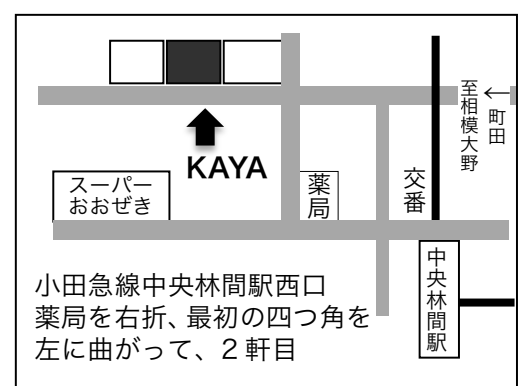 至相模大野
←
町田
KAYA
スーパー
おおぜき
薬局
交番
中央林間駅
小田急線中央林間駅西口
薬局を右折、最初の四つ角を
左に曲がって、２軒目